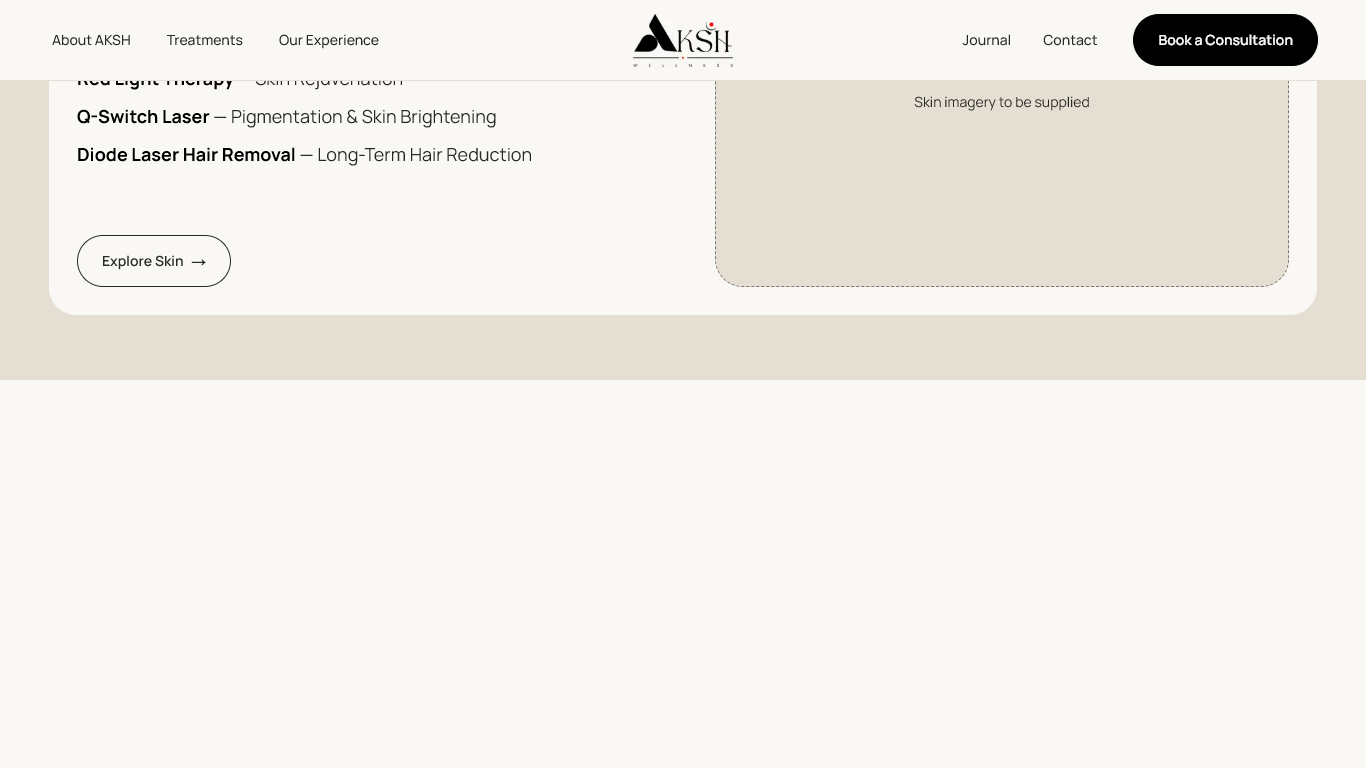 About AKSH
Treatments
Our Experience
AKSH
WELLNESS
Journal
Contact
Book a Consultation
Red Light Therapy — Skin Rejuvenation
Q-Switch Laser — Pigmentation & Skin Brightening
Diode Laser Hair Removal — Long-Term Hair Reduction
Explore Skin →
Skin imagery to be supplied